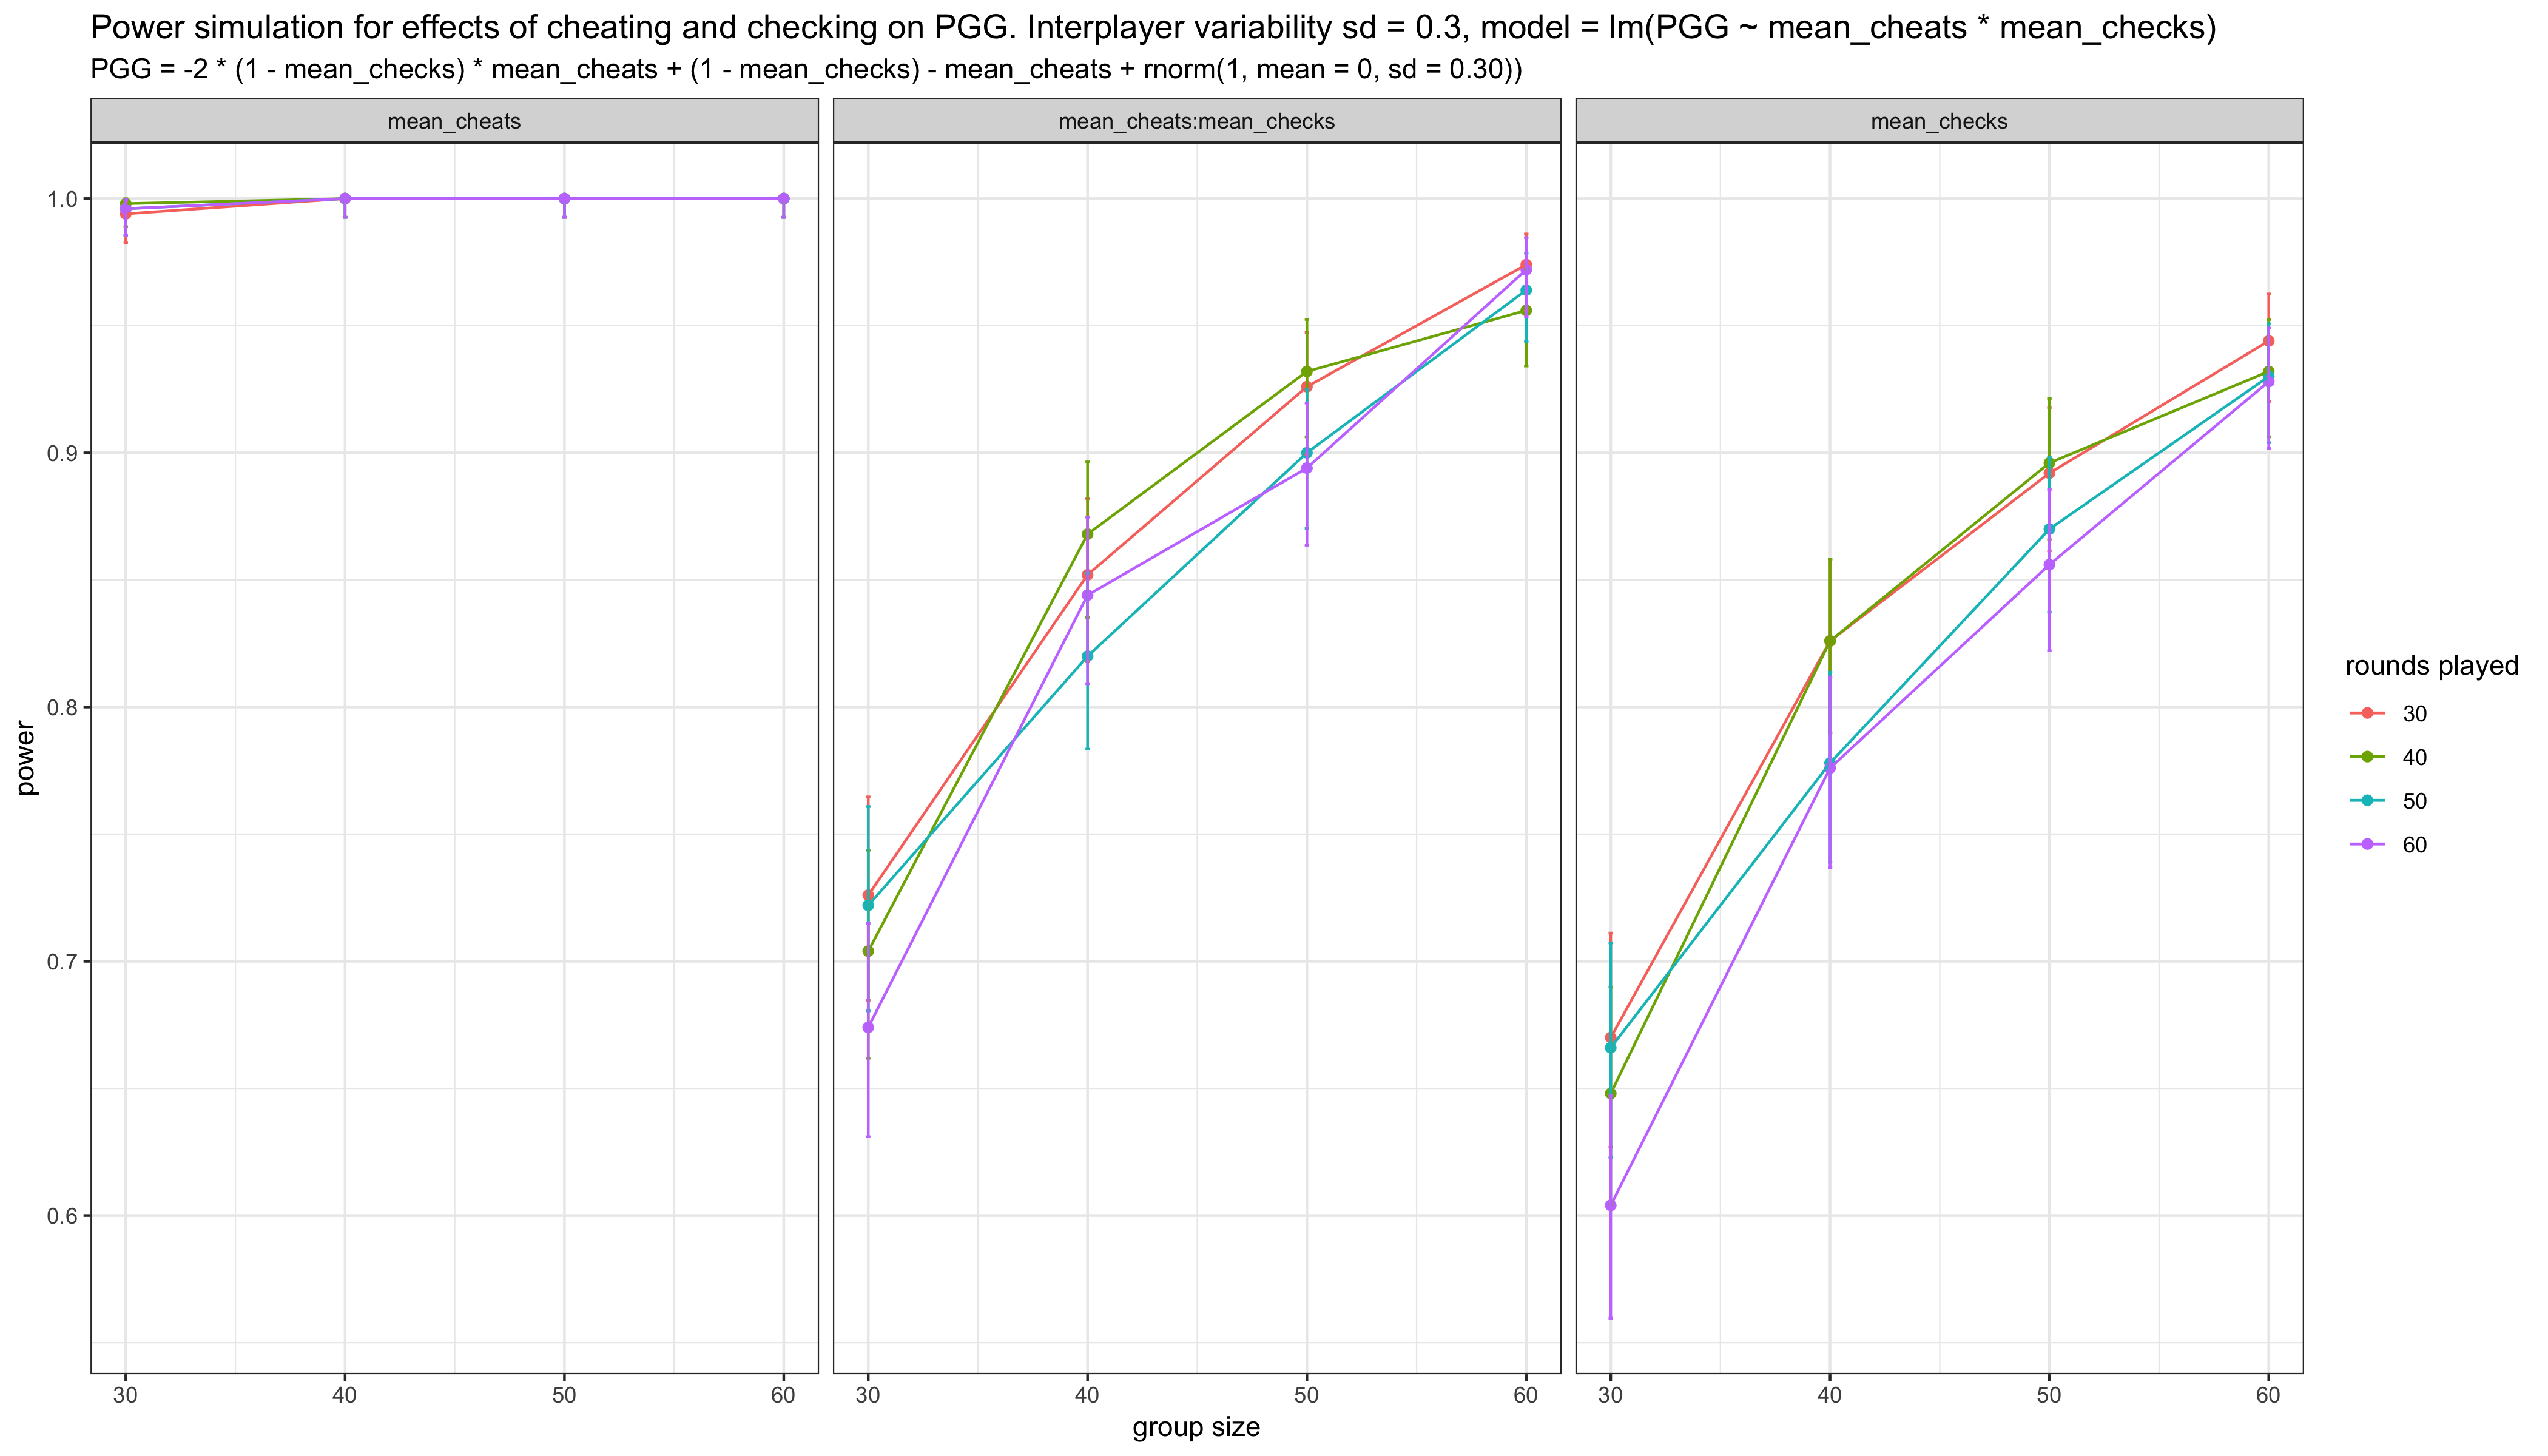 Power simulation for effects of cheating and checking on PGG. Interplayer variability sd = 0.3, model = lm(PGG ~ mean_cheats * mean_checks)
PGG = -2 * (1 - mean_checks) * mean_cheats + (1 - mean_checks) - mean_cheats + rnorm(1, mean = 0, sd = 0.30))
mean_cheats
mean_cheats:mean_checks
mean_checks
power
1.0
0.9
0.8
0.7
0.6
30 40 50 60
30 40 50 60
30 40 50 60
group size
rounds played
30
40
50
60